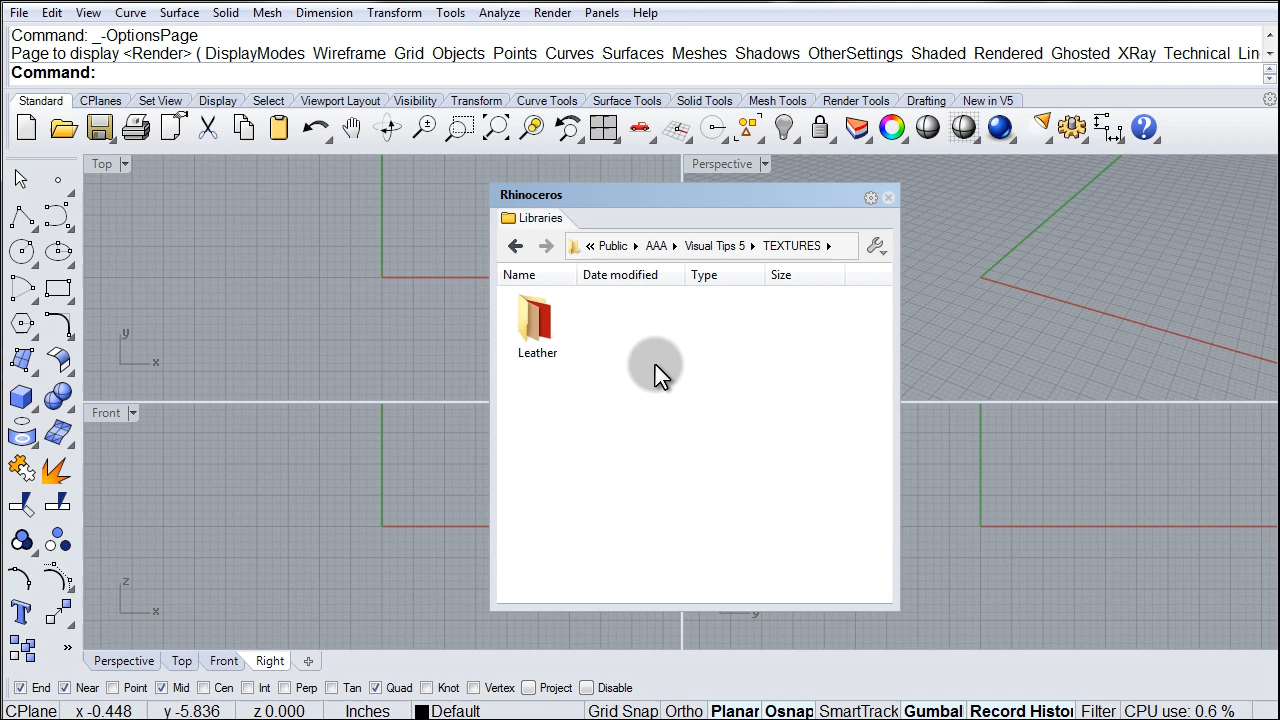 File Edit View Curve Surface Solid Mesh Dimension Transform Tools Analyze Render Panels Help
Command: _-OptionsPage
Page to display <Render> ( DisplayModes Wireframe Grid Objects Points Curves Surfaces Meshes Shadows OtherSettings Shaded Rendered Ghosted XRay Technical Lin
Command:
Standard CPlanes Set View Display Select Viewport Layout Visibility Transform Curve Tools Surface Tools Solid Tools Mesh Tools Render Tools Drafting New in V5
Top
Perspective
Rhinoceros
Libraries
« Public AAA Visual Tips 5 TEXTURES
Name Date modified Type Size
Leather
y
x
Front
z
x
y
Perspective Top Front Right
End Near Point Mid Cen Int Perp Tan Quad Knot Vertex Project Disable
CPlane x -0.448 y -5.836 z 0.000 Inches Default Grid Snap Ortho Planar Osnap SmartTrack Gumbal Record Histor Filter CPU use: 0.6 %